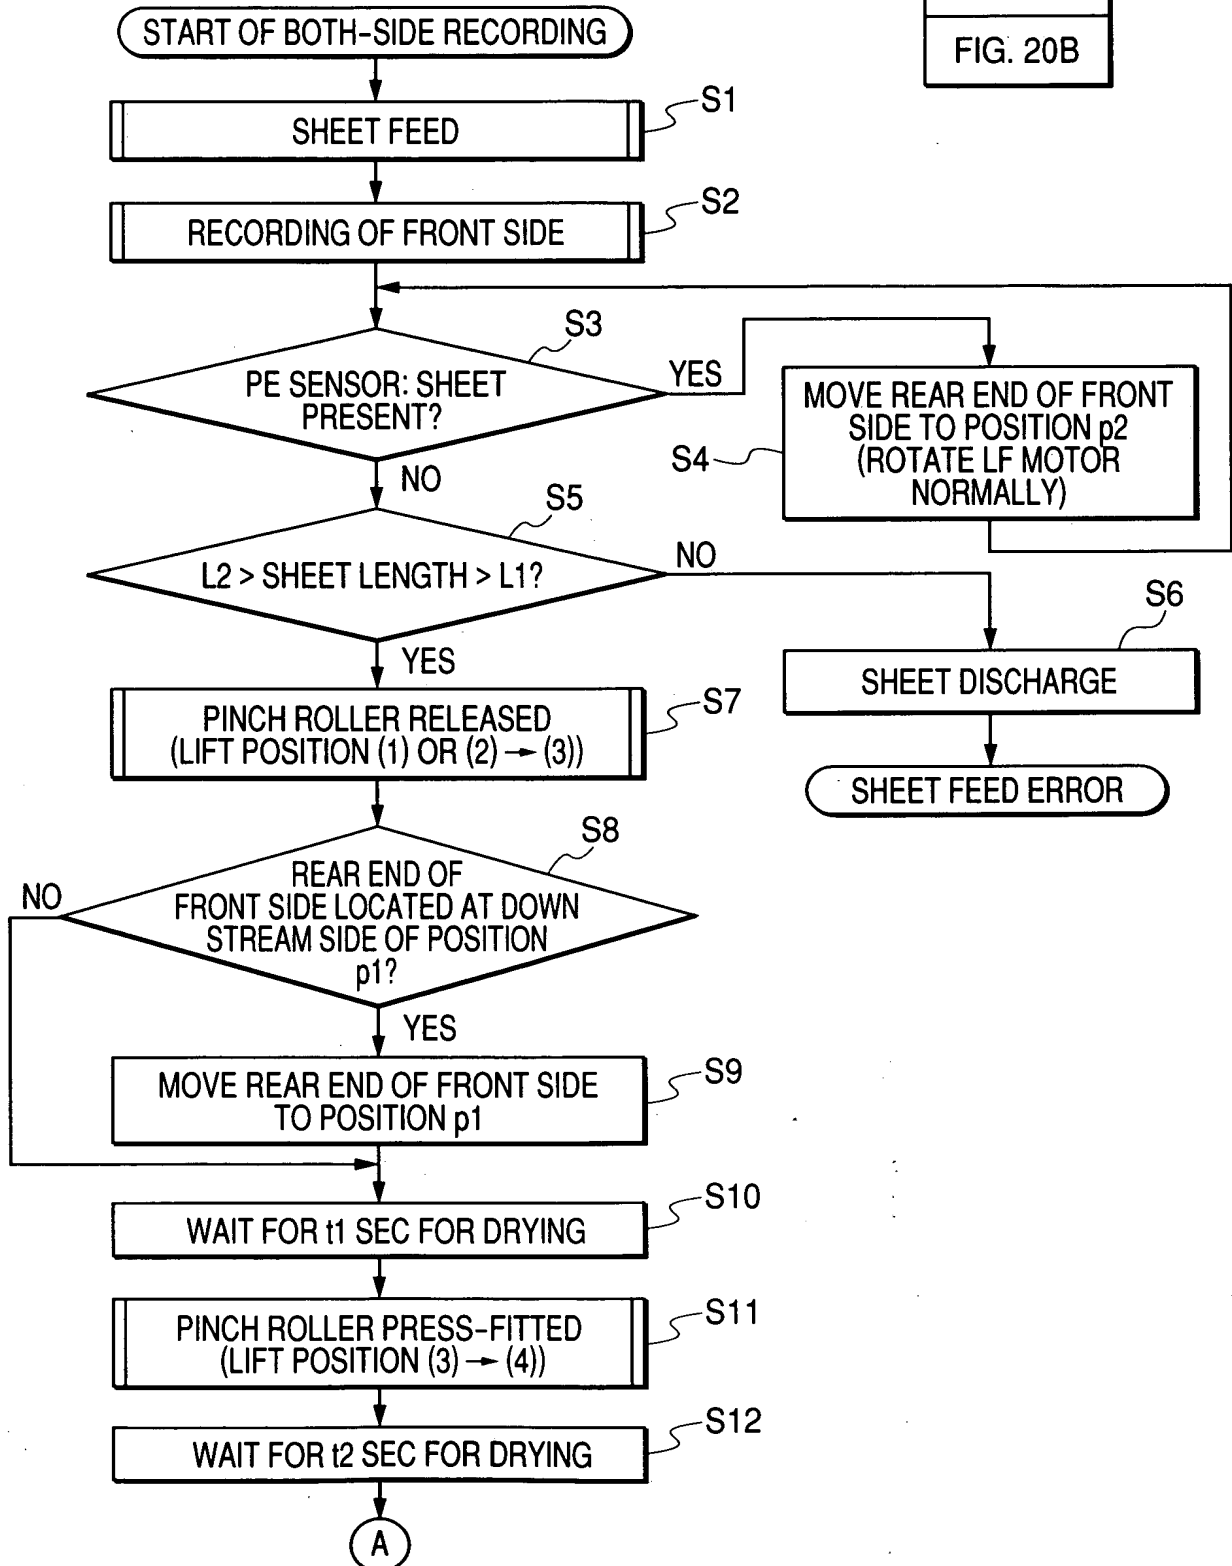 START OF BOTH-SIDE RECORDING
FIG. 20B
S1
SHEET FEED
S2
RECORDING OF FRONT SIDE
S3
PE SENSOR: SHEET
PRESENT?
YES
NO
S4
MOVE REAR END OF FRONT
SIDE TO POSITION p2
(ROTATE LF MOTOR
NORMALLY)
S5
L2 > SHEET LENGTH > L1?
NO
YES
S6
SHEET DISCHARGE
SHEET FEED ERROR
S7
PINCH ROLLER RELEASED
(LIFT POSITION (1) OR (2) → (3))
S8
REAR END OF
FRONT SIDE LOCATED AT DOWN
STREAM SIDE OF POSITION
p1?
NO
YES
S9
MOVE REAR END OF FRONT SIDE
TO POSITION p1
S10
WAIT FOR t1 SEC FOR DRYING
S11
PINCH ROLLER PRESS-FITTED
(LIFT POSITION (3) → (4))
S12
WAIT FOR t2 SEC FOR DRYING
A